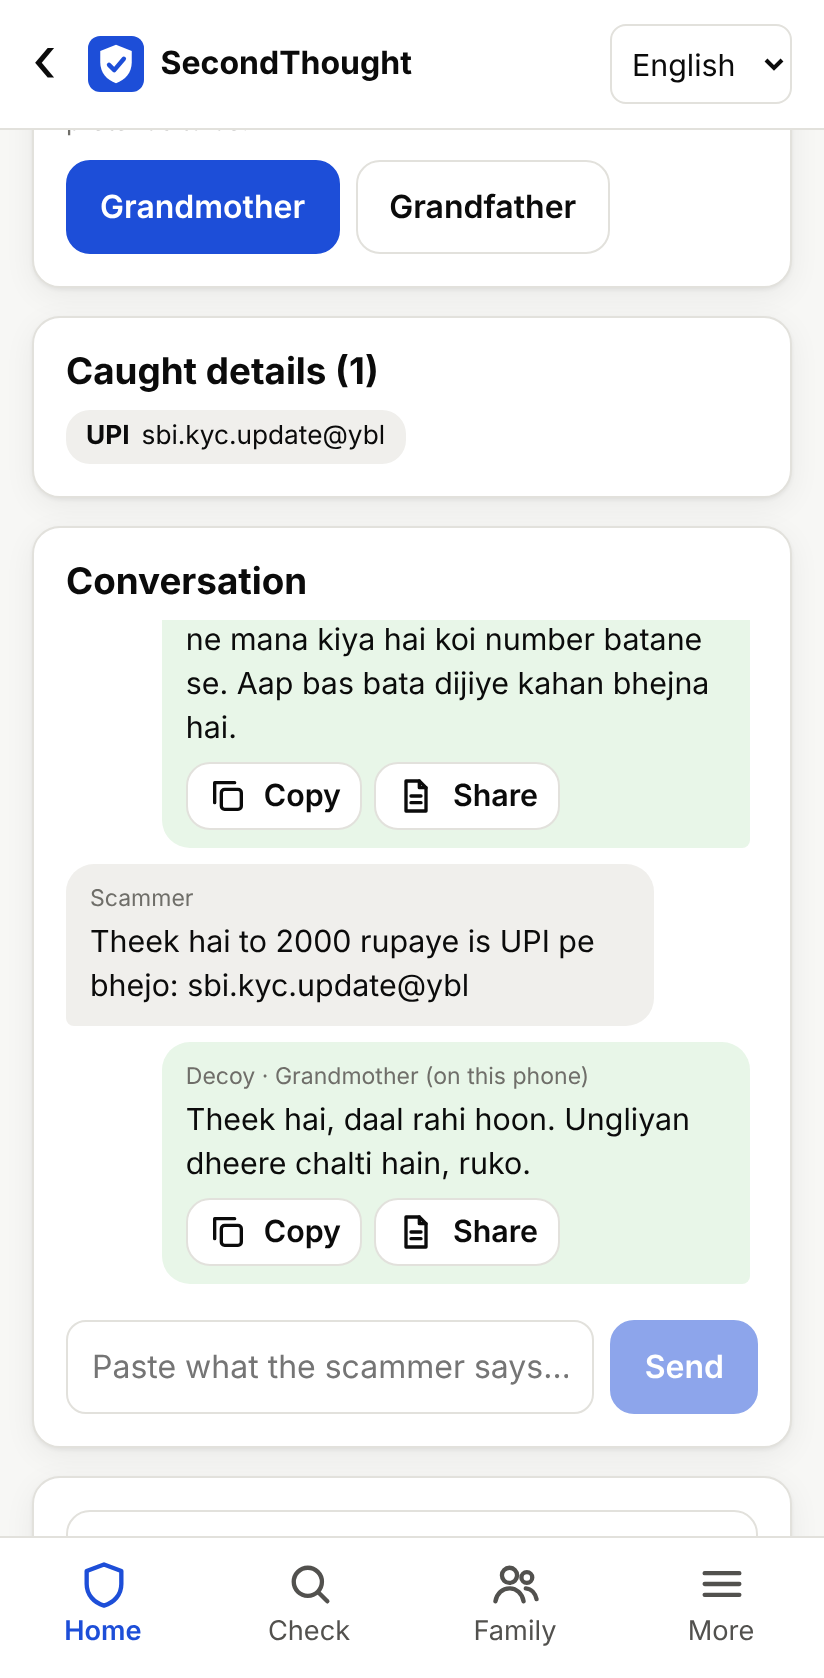 SecondThought
English
Grandmother
Grandfather
Caught details (1)
UPI sbi.kyc.update@ybl
Conversation
ne mana kiya hai koi number batane
se. Aap bas bata dijiye kahan bhejna
hai.
Copy
Share
Scammer
Theek hai to 2000 rupaye is UPI pe
bhejo: sbi.kyc.update@ybl
Decoy · Grandmother (on this phone)
Theek hai, daal rahi hoon. Ungliyan
dheere chalti hain, ruko.
Copy
Share
Paste what the scammer says...
Send
Home
Check
Family
More